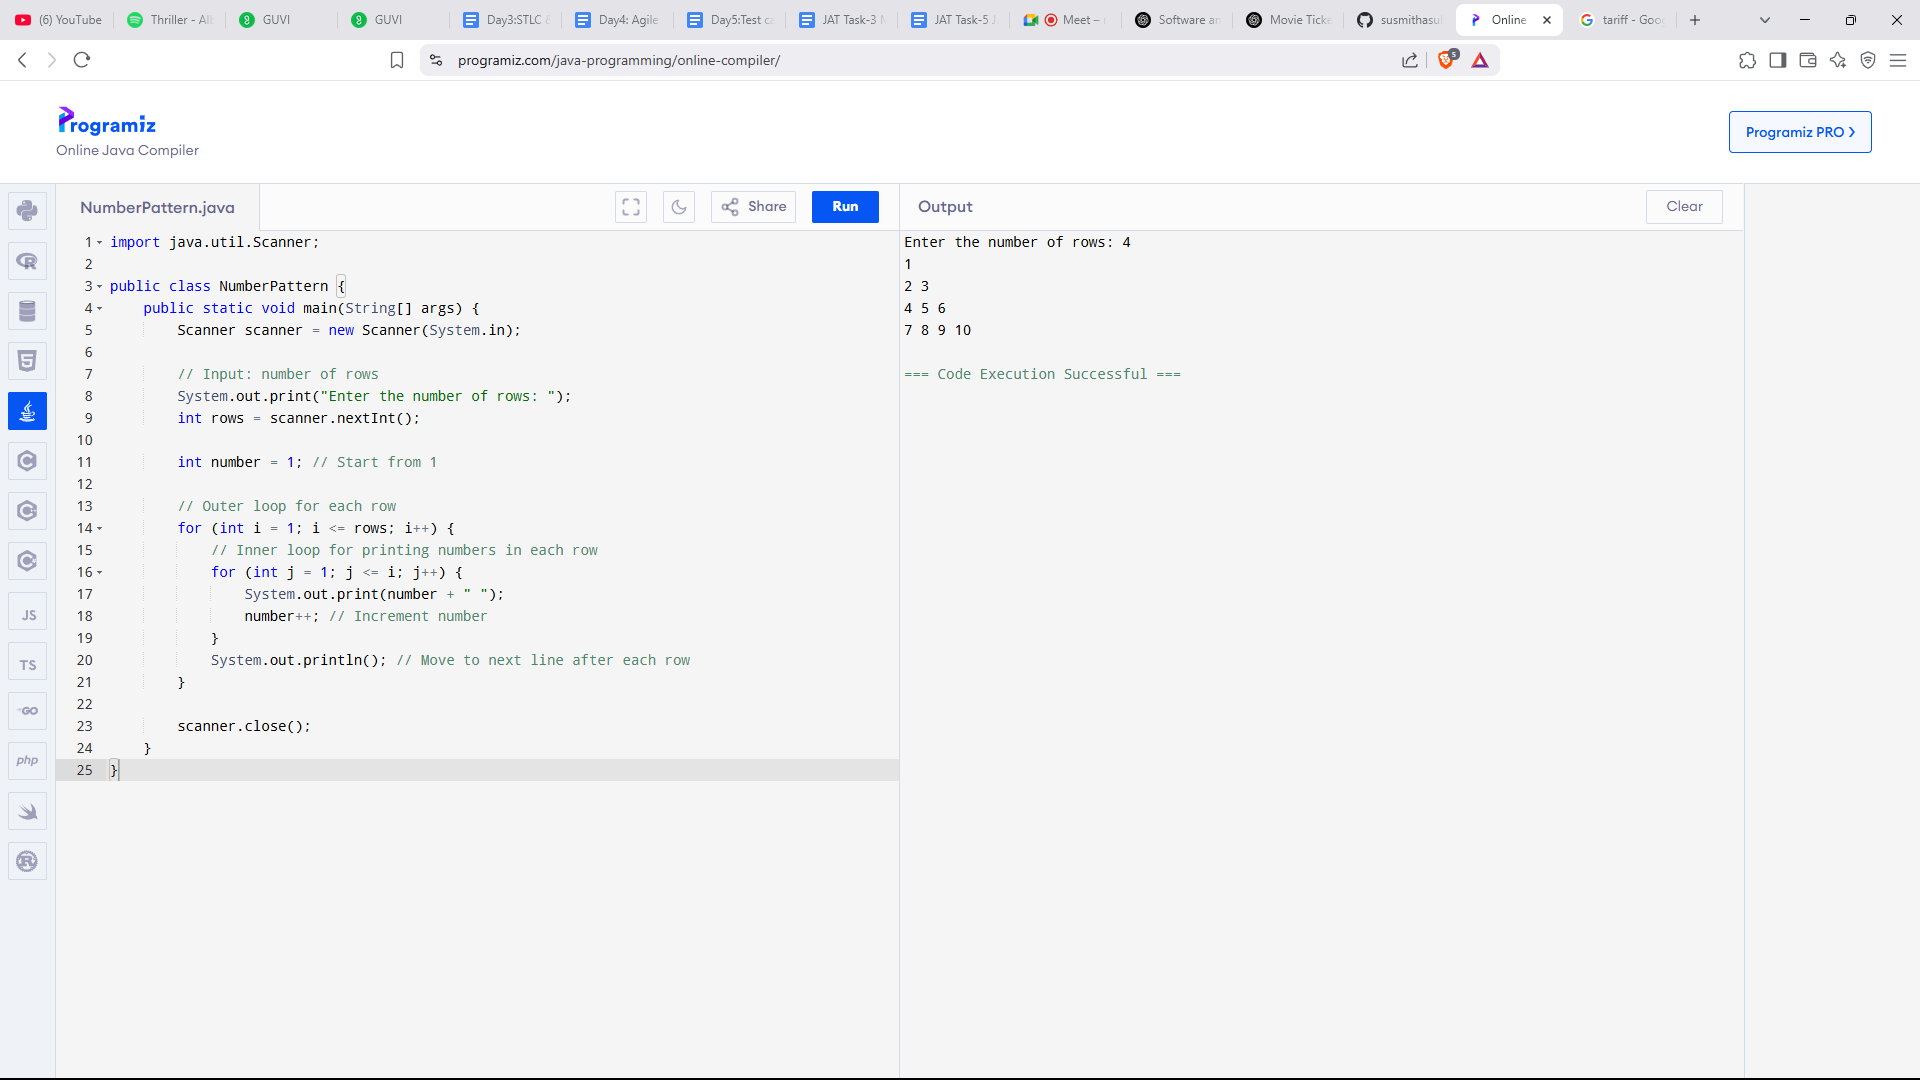 (6) YouTube
Thriller - Alb
GUVI
GUVI
Day3:STLC &
Day4: Agile
Day5:Test ca
JAT Task-3 M
JAT Task-5 J
Meet – 
Software an
Movie Ticke
susmithasul
Online
tariff - Goog
programiz.com/java-programming/online-compiler/
5
Programiz
Online Java Compiler
Programiz PRO ❯
NumberPattern.java
Share
Run
Output
Clear
1 import java.util.Scanner;
2
3 public class NumberPattern {
4     public static void main(String[] args) {
5         Scanner scanner = new Scanner(System.in);
6
7         // Input: number of rows
8         System.out.print("Enter the number of rows: ");
9         int rows = scanner.nextInt();
10
11         int number = 1; // Start from 1
12
13         // Outer loop for each row
14         for (int i = 1; i <= rows; i++) {
15             // Inner loop for printing numbers in each row
16             for (int j = 1; j <= i; j++) {
17                 System.out.print(number + " ");
18                 number++; // Increment number
19             }
20             System.out.println(); // Move to next line after each row
21         }
22
23         scanner.close();
24     }
25 }
Enter the number of rows: 4
1
2 3
4 5 6
7 8 9 10
=== Code Execution Successful ===
R
5
C
C
C
JS
TS
GO
php
R